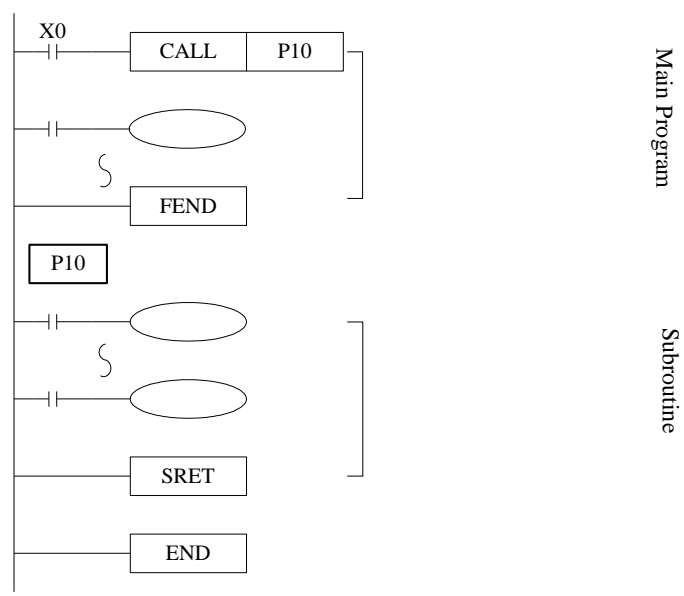 X0
CALL P10
Main Program
FEND
P10
Subroutine
SRET
END